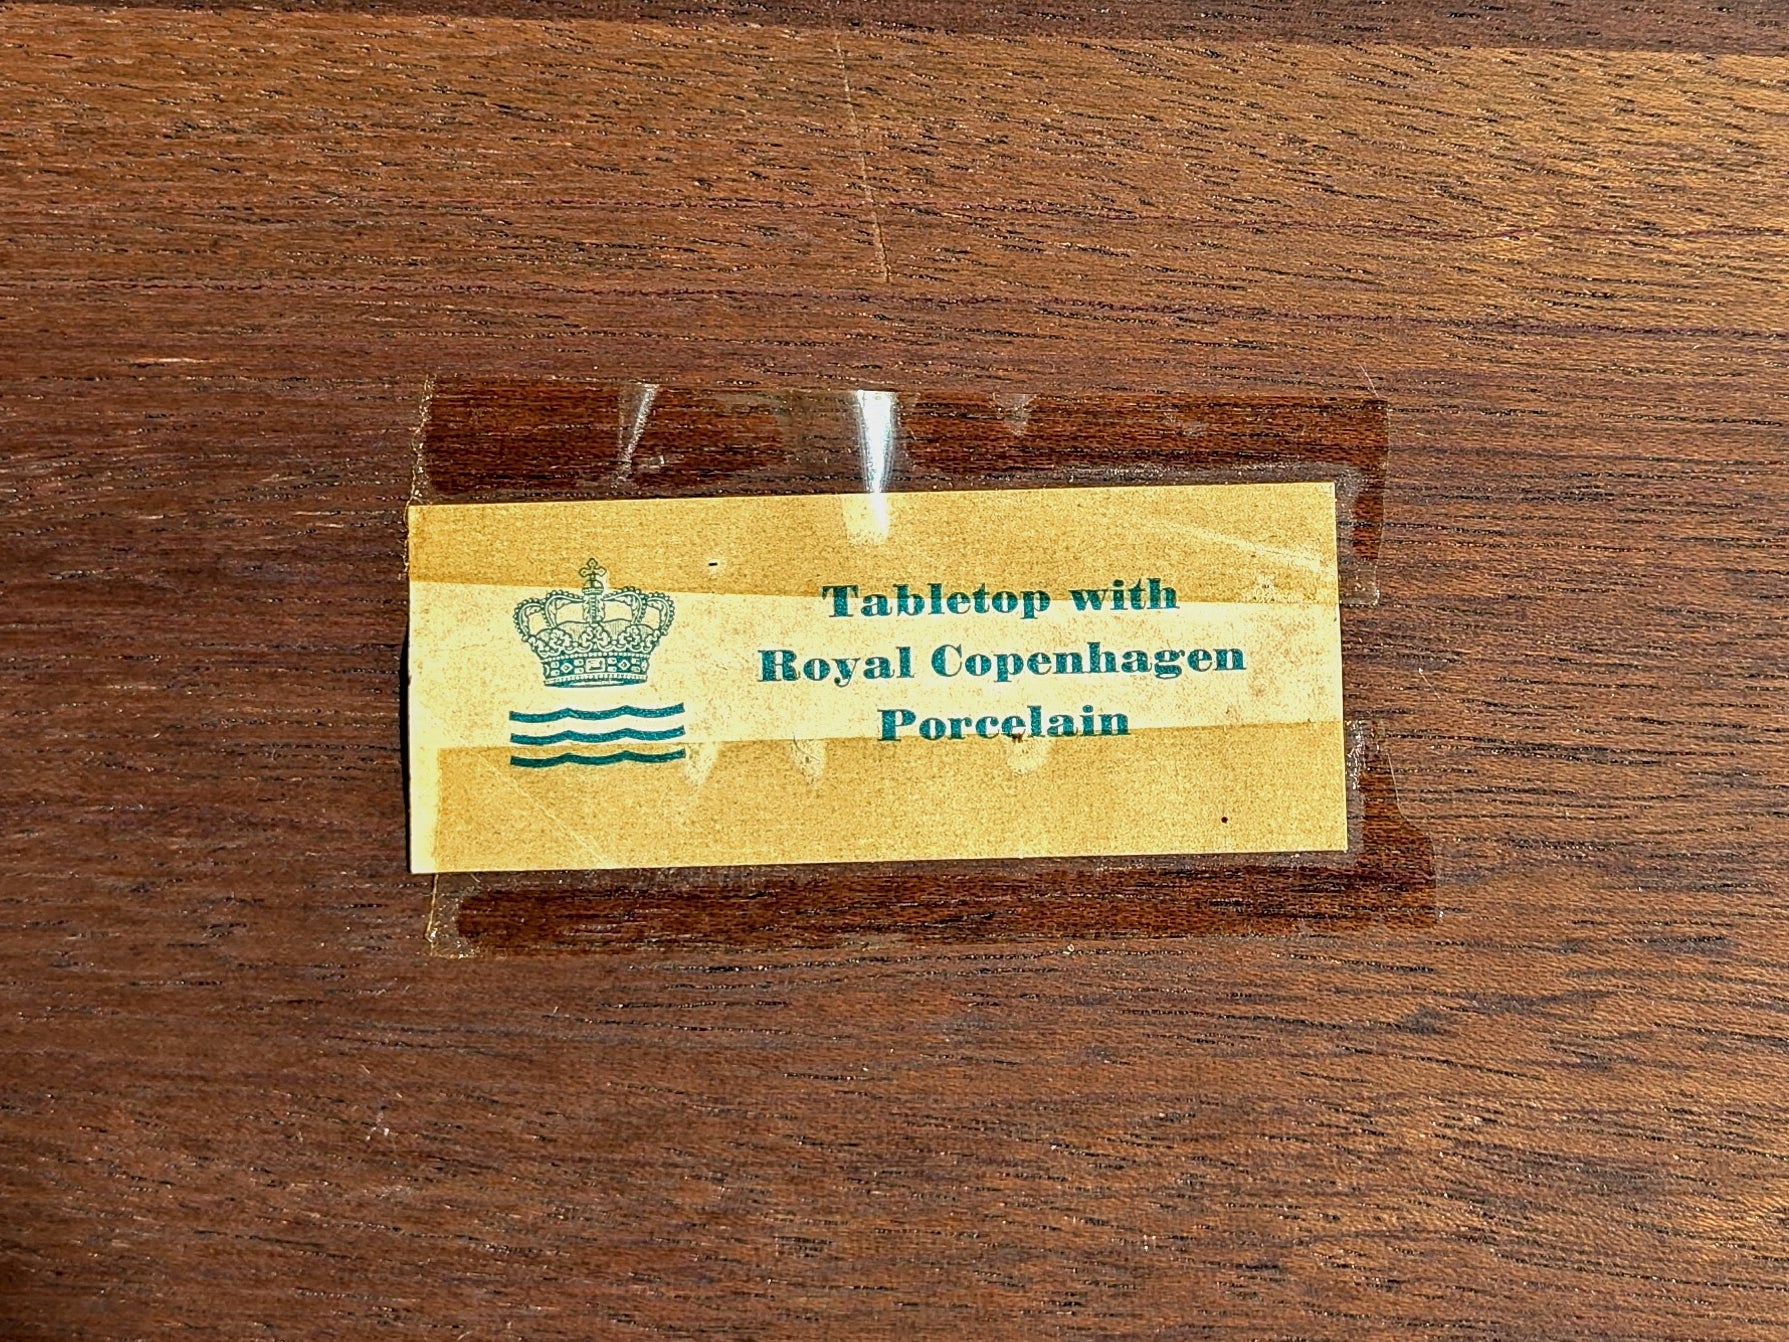 Tabletop with
Royal Copenhagen
Porcelain